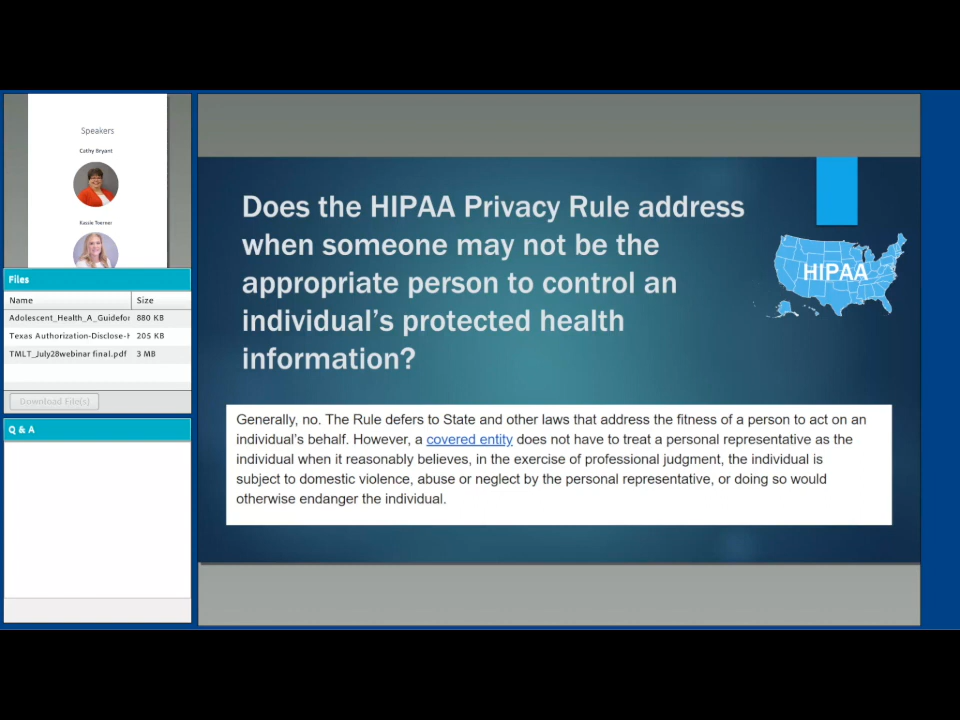 Speakers
Cathy Bryant
Kassie Toerner
Files
Name Size
Adolescent_Health_A_Guidefor 880 KB
Texas Authorization-Disclose-H 205 KB
TMLT_July28webinar final.pdf 3 MB
Download File(s)
Q & A
Does the HIPAA Privacy Rule address
when someone may not be the
appropriate person to control an
individual's protected health
information?
HIPAA
Generally, no. The Rule defers to State and other laws that address the fitness of a person to act on an
individual's behalf. However, a covered entity does not have to treat a personal representative as the
individual when it reasonably believes, in the exercise of professional judgment, the individual is
subject to domestic violence, abuse or neglect by the personal representative, or doing so would
otherwise endanger the individual.